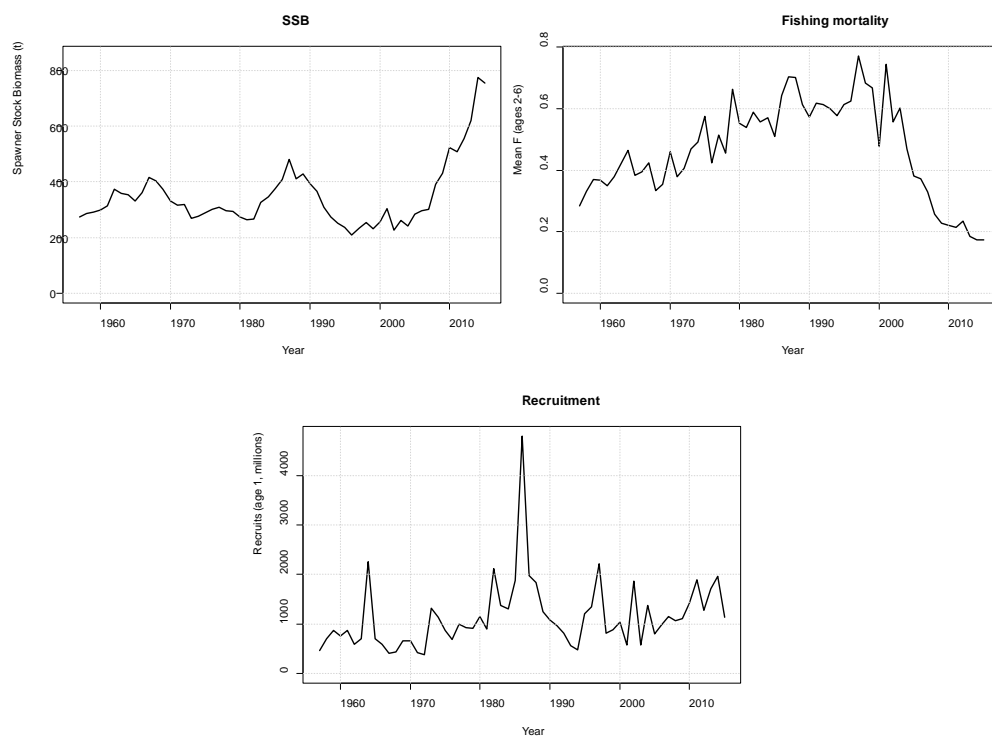 SSB
Spawner Stock Biomass (t)
800
600
400
200
0
1960 1970 1980 1990 2000 2010
Year
Fishing mortality
Mean F (ages 2-6)
0.8
0.6
0.4
0.2
0.0
1960 1970 1980 1990 2000 2010
Year
Recruitment
Recruits (age 1, millions)
4000
3000
2000
1000
0
1960 1970 1980 1990 2000 2010
Year